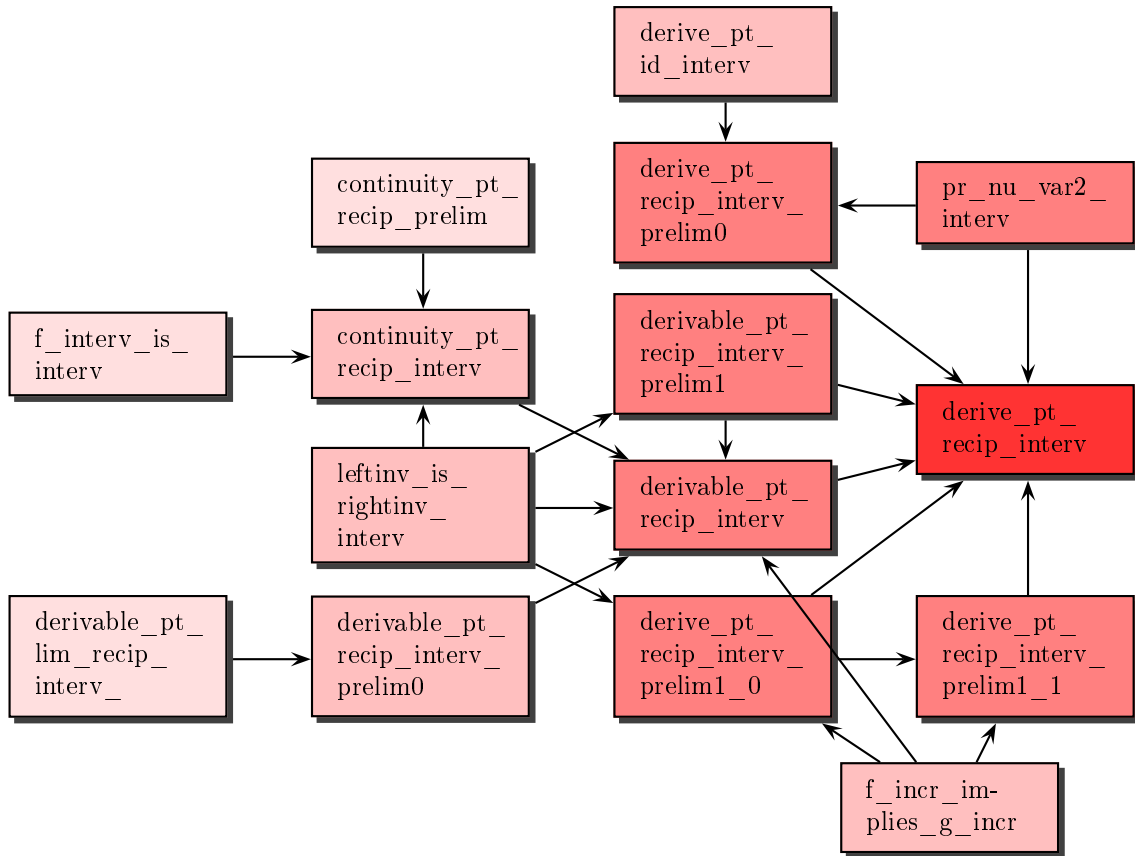 derive_pt_
id_interv
continuity_pt_
recip_prelim
derive_pt_
recip_interv_
prelim0
pr_nu_var2_
interv
f_interv_is_
interv
continuity_pt_
recip_interv
derivable_pt_
recip_interv_
prelim1
derive_pt_
recip_interv
leftinv_is_
rightinv_
interv
derivable_pt_
recip_interv
derivable_pt_
lim_recip_
interv_
derivable_pt_
recip_interv_
prelim0
derive_pt_
recip_interv_
prelim1_0
derive_pt_
recip_interv_
prelim1_1
f_incr_im-
plies_g_incr